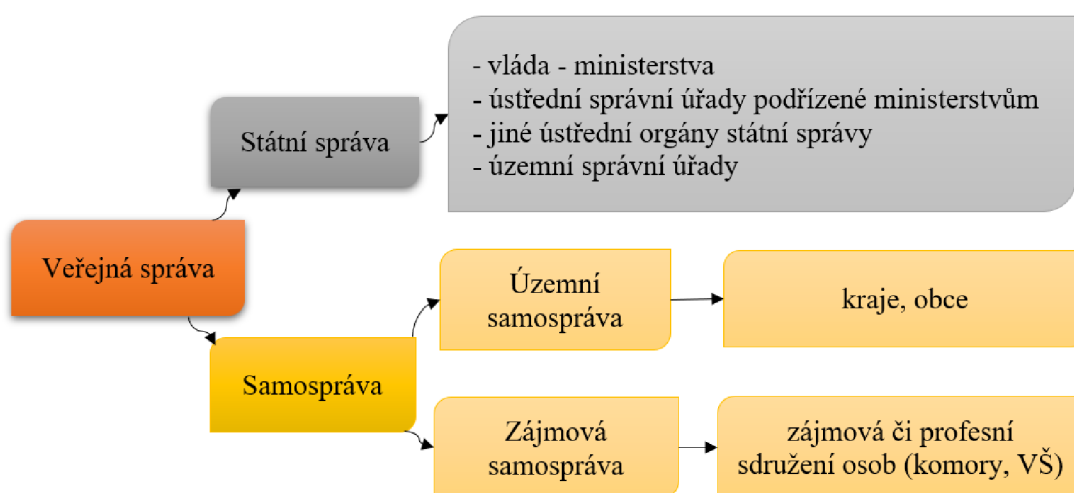 - vláda - ministerstva
- ústřední správní úřady podřízené ministerstvům
- jiné ústřední orgány státní správy
- územní správní úřady
Státní správa
Veřejná správa
Územní
samospráva
kraje, obce
Samospráva
Zájmová
samospráva
zájmová či profesní
sdružení osob (komory, VŠ)